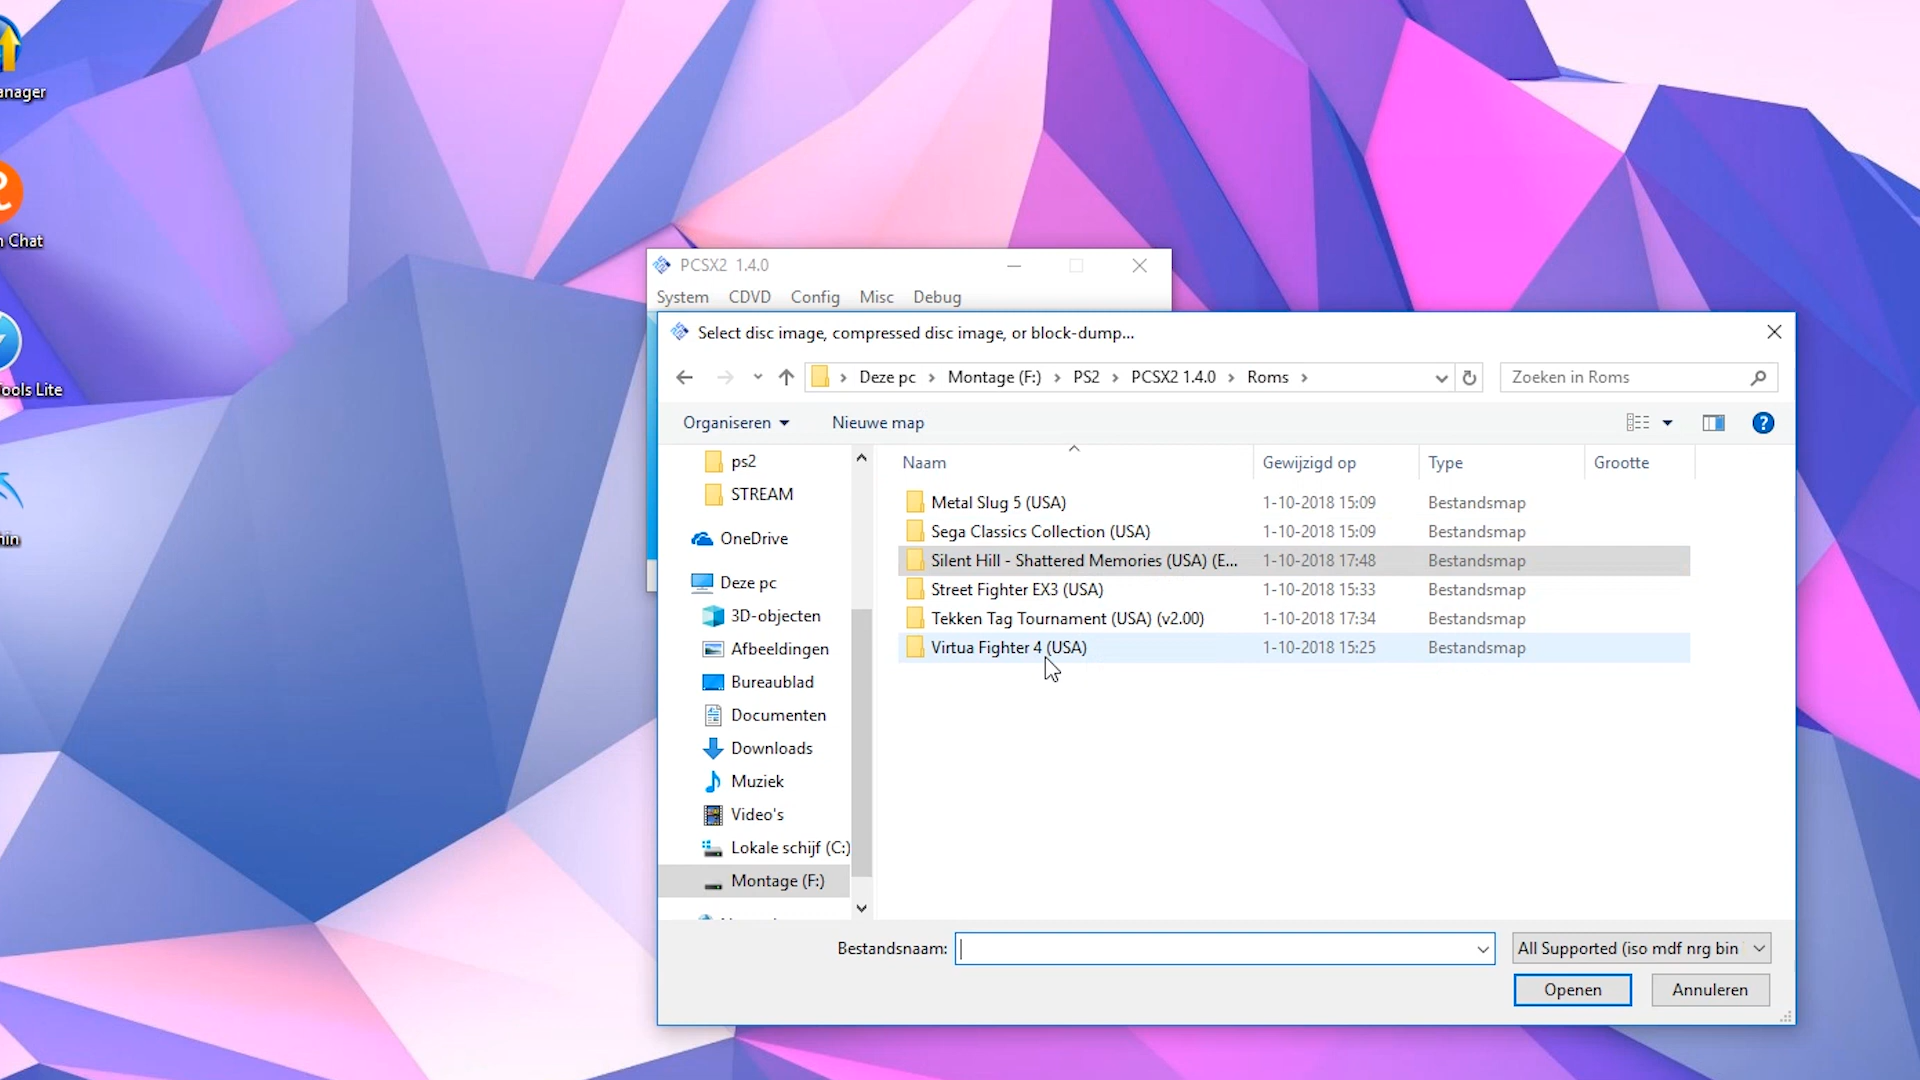 anager
n Chat
ools Lite
hin
PCSX2 1.4.0
System CDVD Config Misc Debug
Select disc image, compressed disc image, or block-dump...
Deze pc > Montage (F:) > PS2 > PCSX2 1.4.0 > Roms >
Zoeken in Roms
Organiseren Nieuwe map
ps2
STREAM
OneDrive
Deze pc
3D-objecten
Afbeeldingen
Bureaublad
Documenten
Downloads
Muziek
Video's
Lokale schijf (C:)
Montage (F:)
Naam Gewijzigd op Type Grootte
Metal Slug 5 (USA) 1-10-2018 15:09 Bestandsmap
Sega Classics Collection (USA) 1-10-2018 15:09 Bestandsmap
Silent Hill - Shattered Memories (USA) (E... 1-10-2018 17:48 Bestandsmap
Street Fighter EX3 (USA) 1-10-2018 15:33 Bestandsmap
Tekken Tag Tournament (USA) (v2.00) 1-10-2018 17:34 Bestandsmap
Virtua Fighter 4 (USA) 1-10-2018 15:25 Bestandsmap
Bestandsnaam:
All Supported (iso mdf nrg bin
Openen Annuleren